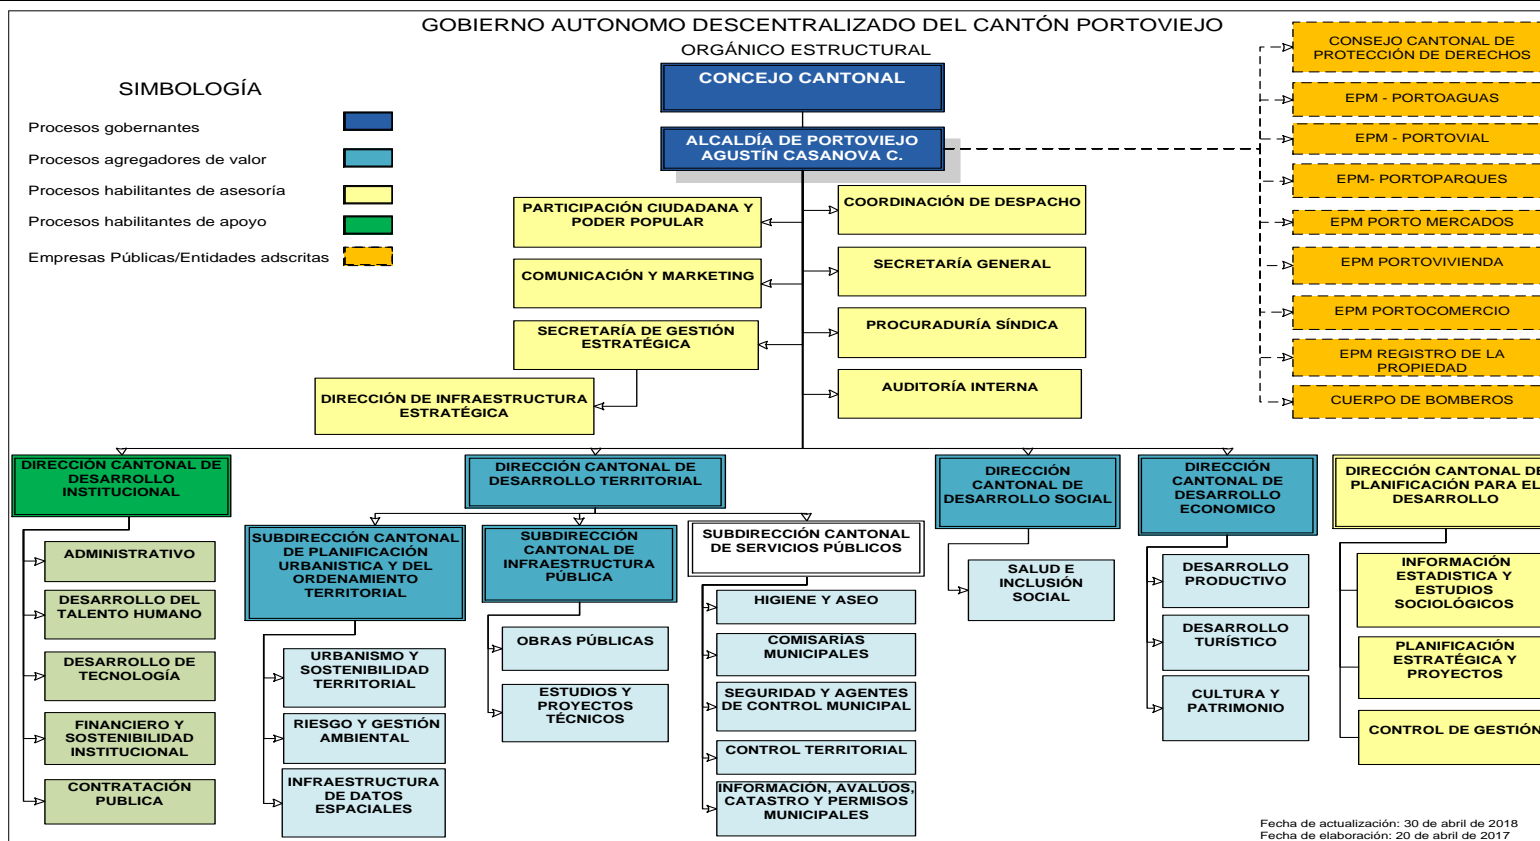 GOBIERNO AUTONOMO DESCENTRALIZADO DEL CANTÓN PORTOVIEJO
ORGÁNICO ESTRUCTURAL
SIMBOLOGÍA
Procesos gobernantes
Procesos agregadores de valor
Procesos habilitantes de asesoría
Procesos habilitantes de apoyo
Empresas Públicas/Entidades adscritas
CONCEJO CANTONAL
ALCALDÍA DE PORTOVIEJO
AGUSTÍN CASANOVA C.
CONSEJO CANTONAL DE
PROTECCIÓN DE DERECHOS
EPM - PORTOAGUAS
EPM - PORTOVIAL
EPM- PORTOPARQUES
EPM PORTO MERCADOS
EPM PORTOVIVIENDA
EPM PORTOCOMERCIO
EPM REGISTRO DE LA
PROPIEDAD
CUERPO DE BOMBEROS
PARTICIPACIÓN CIUDADANA Y
PODER POPULAR
COMUNICACIÓN Y MARKETING
SECRETARÍA DE GESTIÓN
ESTRATÉGICA
DIRECCIÓN DE INFRAESTRUCTURA
ESTRATÉGICA
COORDINACIÓN DE DESPACHO
SECRETARÍA GENERAL
PROCURADURÍA SÍNDICA
AUDITORÍA INTERNA
DIRECCIÓN CANTONAL DE
DESARROLLO
INSTITUCIONAL
ADMINISTRATIVO
DESARROLLO DEL
TALENTO HUMANO
DESARROLLO DE
TECNOLOGÍA
FINANCIERO Y
SOSTENIBILIDAD
INSTITUCIONAL
CONTRATACIÓN
PUBLICA
DIRECCIÓN CANTONAL DE
DESARROLLO TERRITORIAL
SUBDIRECCIÓN CANTONAL
DE PLANIFICACIÓN
URBANISTICA Y DEL
ORDENAMIENTO
TERRITORIAL
URBANISMO Y
SOSTENIBILIDAD
TERRITORIAL
RIESGO Y GESTIÓN
AMBIENTAL
INFRAESTRUCTURA
DE DATOS
ESPACIALES
SUBDIRECCIÓN
CANTONAL DE
INFRAESTRUCTURA
PÚBLICA
OBRAS PÚBLICAS
ESTUDIOS Y
PROYECTOS
TÉCNICOS
SUBDIRECCIÓN CANTONAL
DE SERVICIOS PÚBLICOS
HIGIENE Y ASEO
COMISARÍAS
MUNICIPALES
SEGURIDAD Y AGENTES
DE CONTROL MUNICIPAL
CONTROL TERRITORIAL
INFORMACIÓN, AVALÚOS,
CATASTRO Y PERMISOS
MUNICIPALES
DIRECCIÓN
CANTONAL DE
DESARROLLO SOCIAL
SALUD E
INCLUSIÓN
SOCIAL
DIRECCIÓN
CANTONAL DE
DESARROLLO
ECONOMICO
DESARROLLO
PRODUCTIVO
DESARROLLO
TURÍSTICO
CULTURA Y
PATRIMONIO
DIRECCIÓN CANTONAL DE
PLANIFICACIÓN PARA EL
DESARROLLO
INFORMACIÓN
ESTADISTICA Y
ESTUDIOS
SOCIOLÓGICOS
PLANIFICACIÓN
ESTRATÉGICA Y
PROYECTOS
CONTROL DE GESTIÓN
Fecha de actualización: 30 de abril de 2018
Fecha de elaboración: 20 de abril de 2017